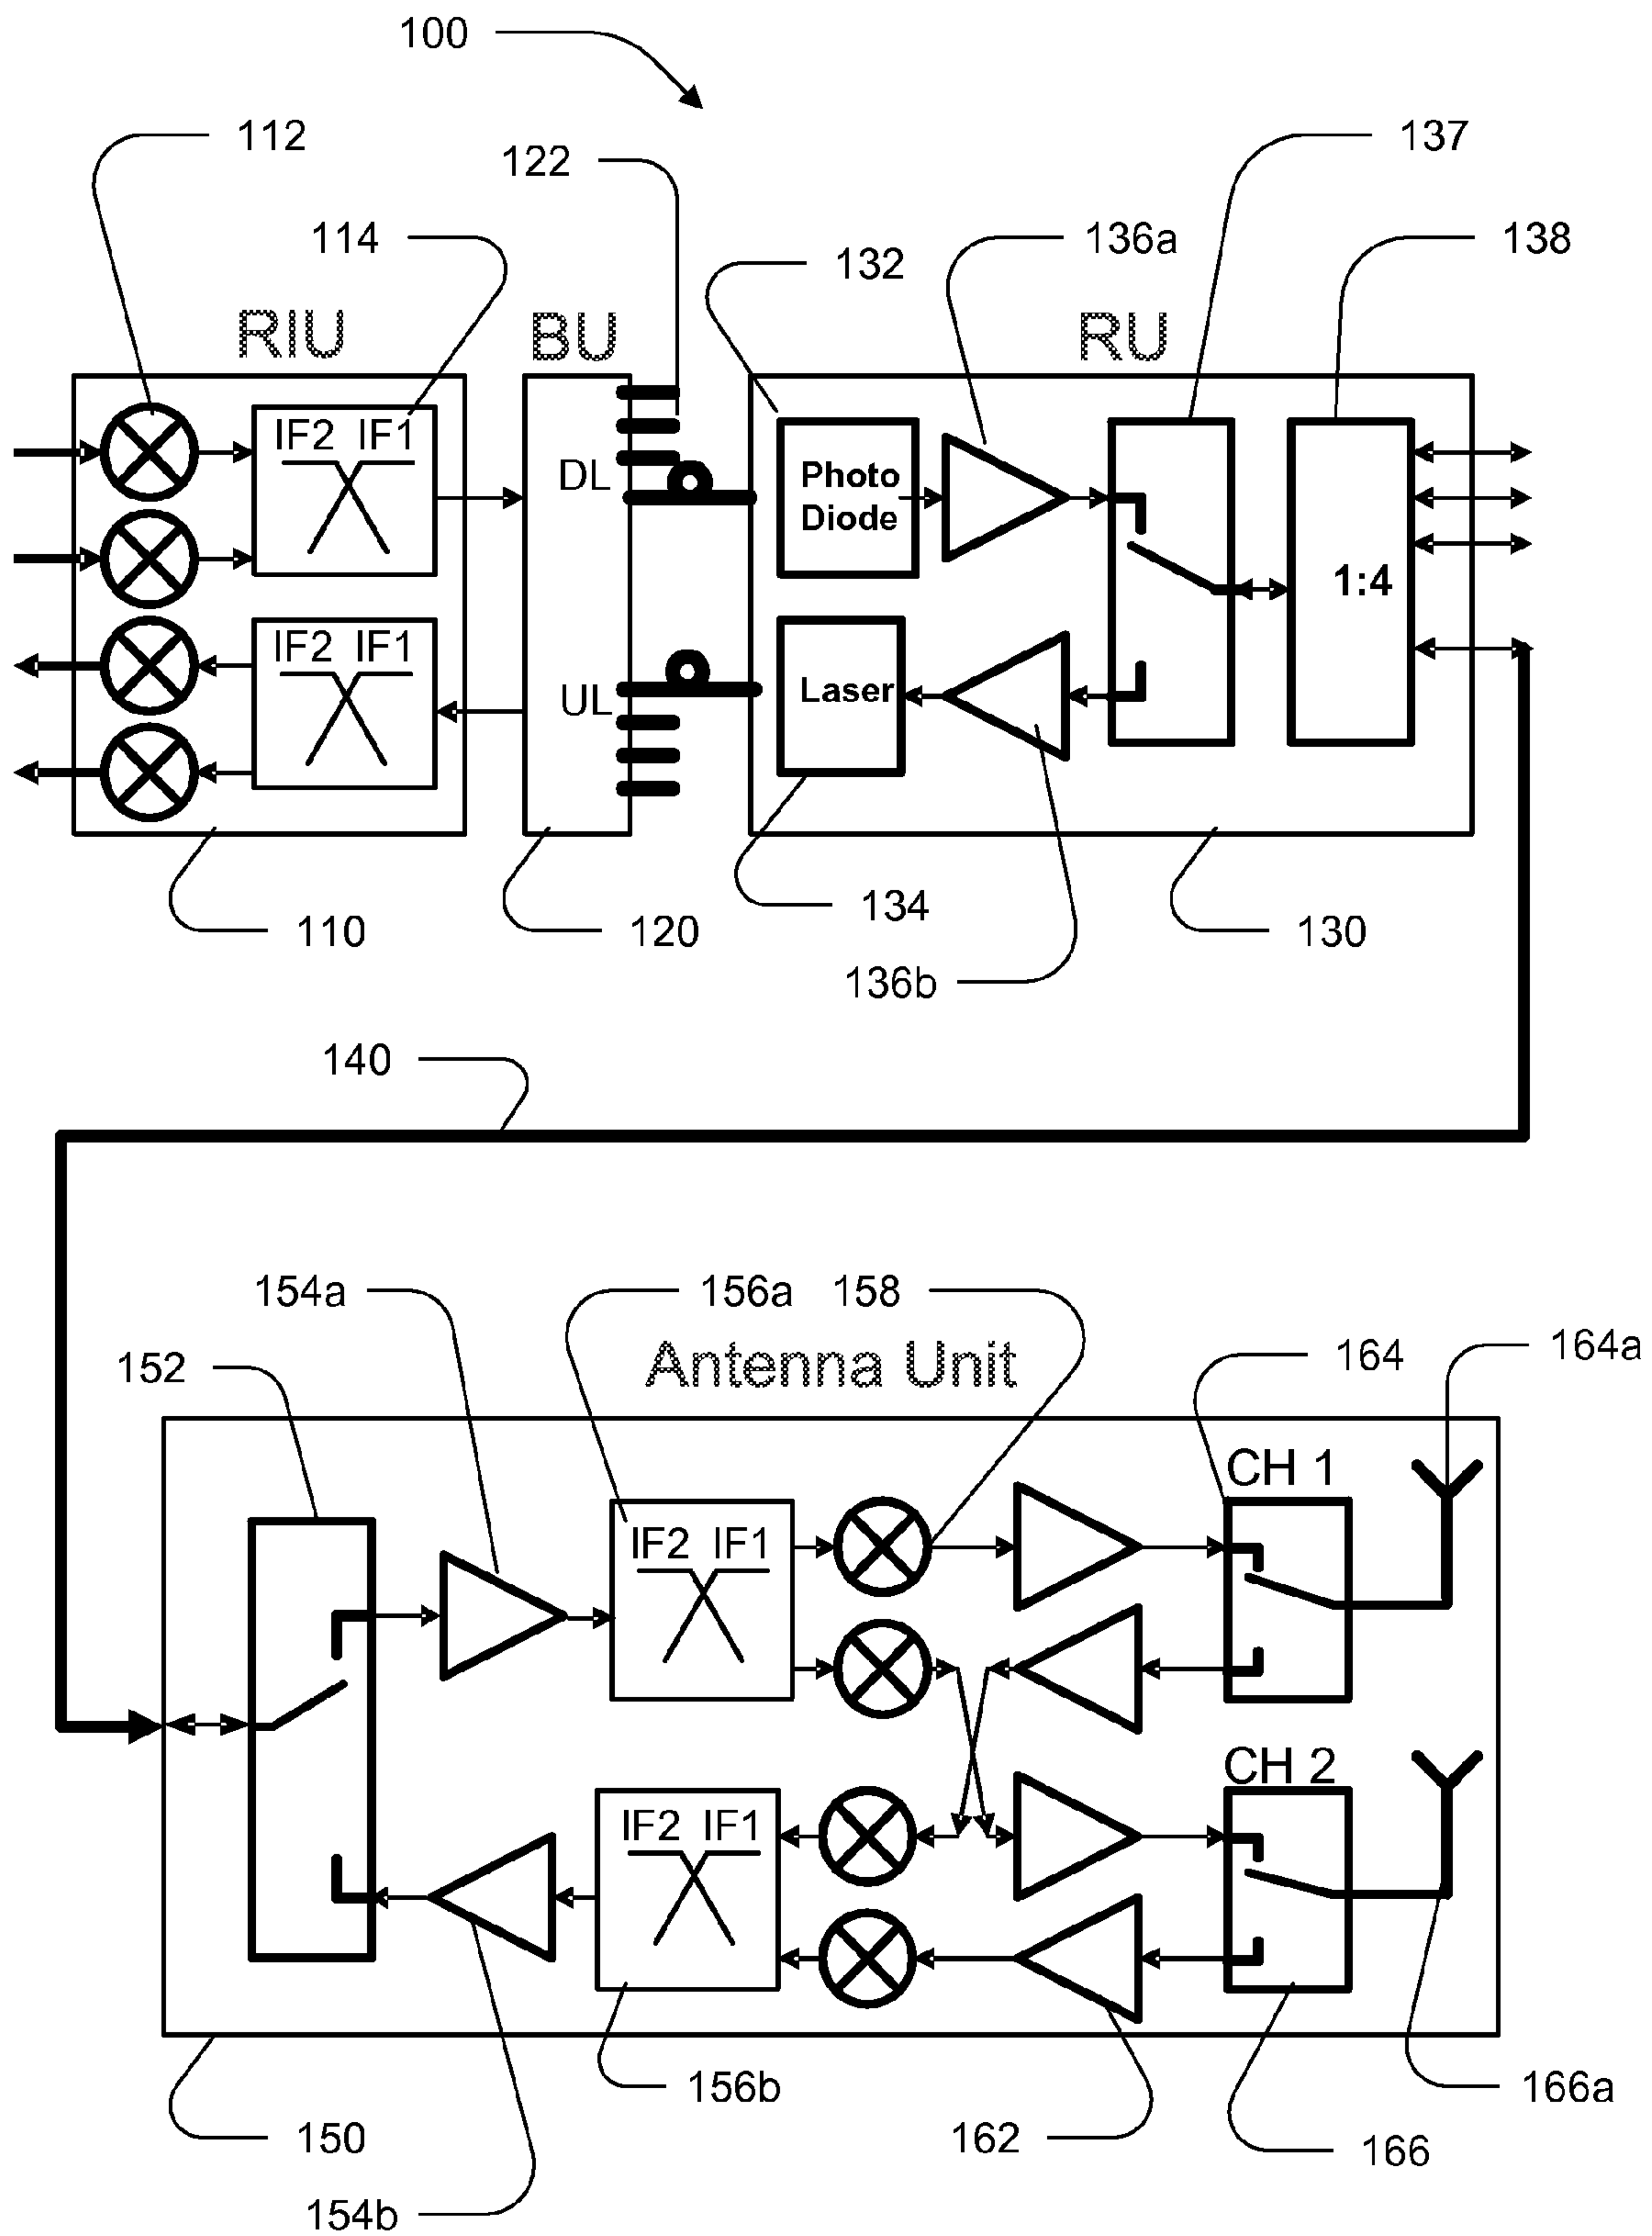 100
112
137
122
114
136a
138
132
RIU
BU
RU
IF2 IF1
DL
Photo
Diode
1:4
IF2 IF1
UL
Laser
134
110
120
130
136b
140
154a
156a
158
152
Antenna Unit
164
164a
CH 1
IF2 IF1
CH 2
IF2 IF1
156b
166a
150
162
166
154b